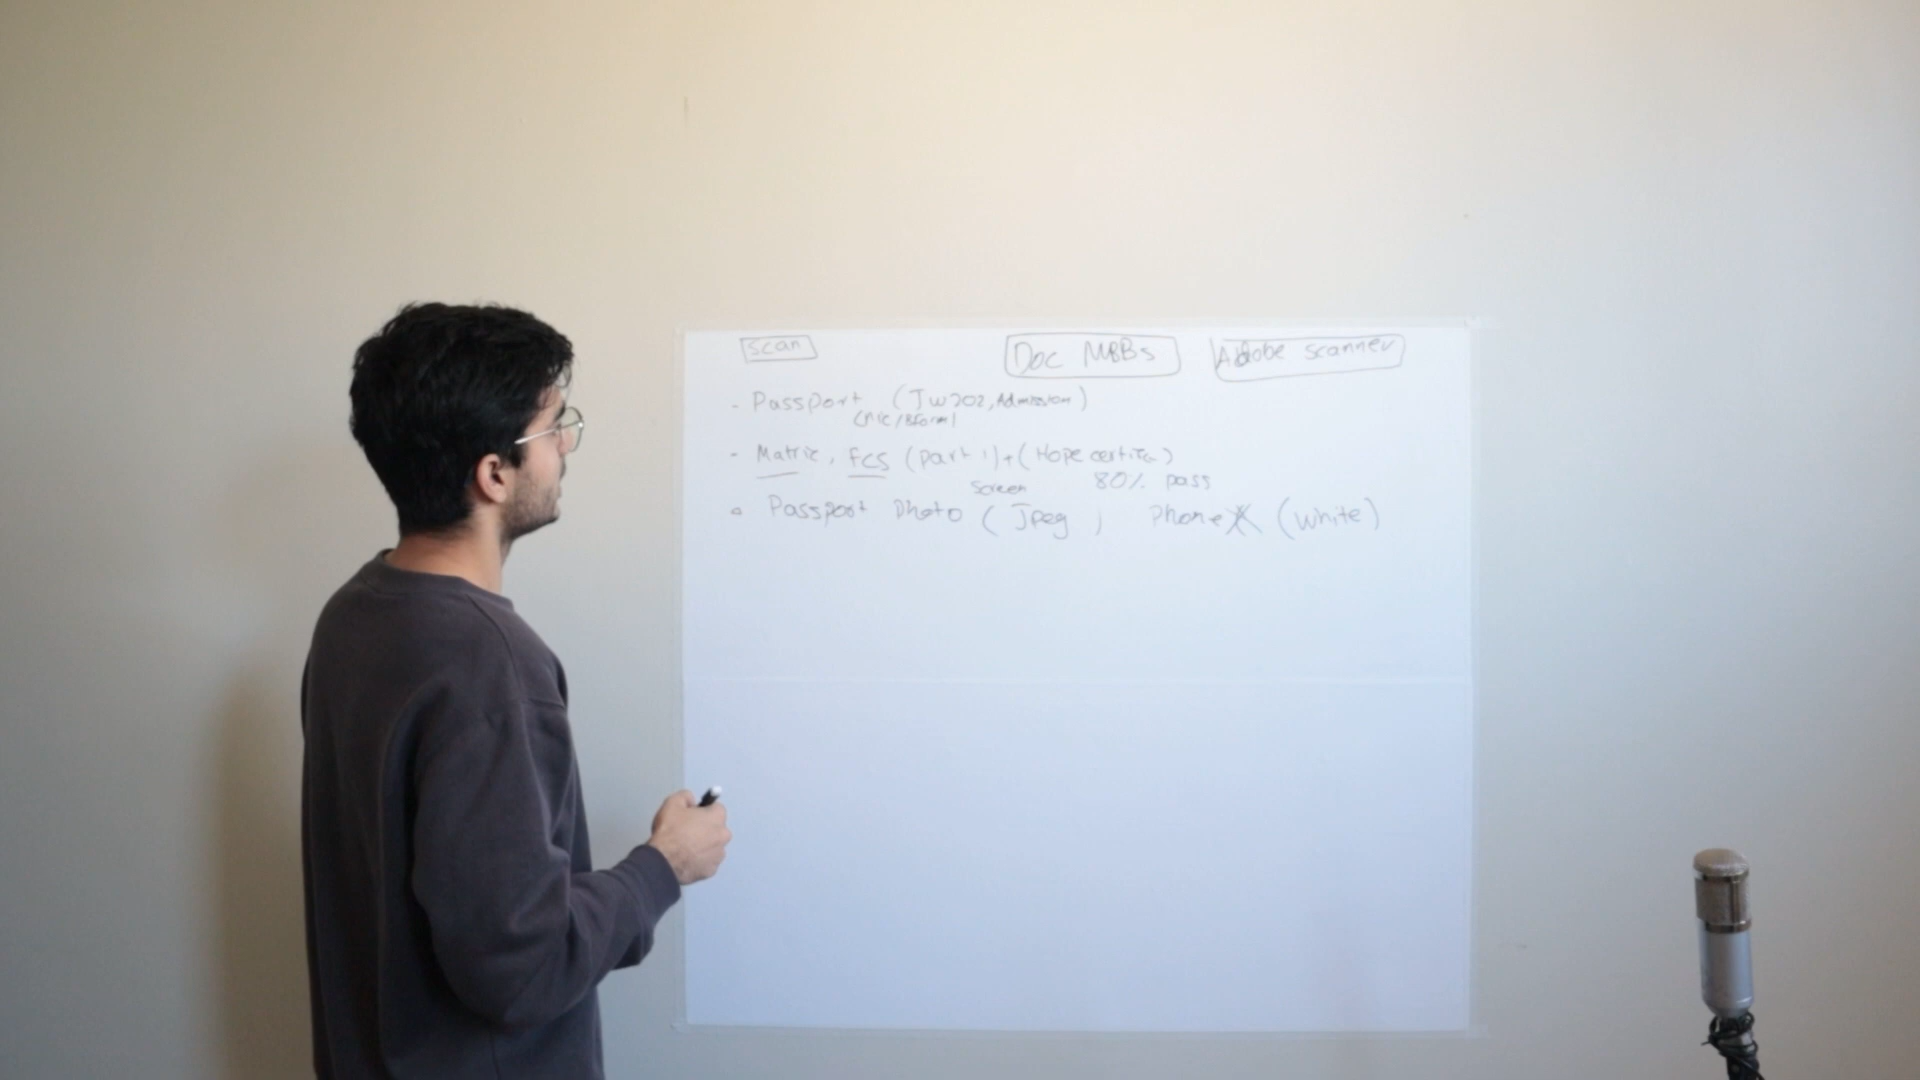 Scan
Doc MBBs
Adobe scanner
- Passport (JW202, Admission)
(Nic/Bform)
- Matric, Fcs (part 1) + (Hope certi
Screen 80% pass
Passport photo (Jpeg) Phone X (white)